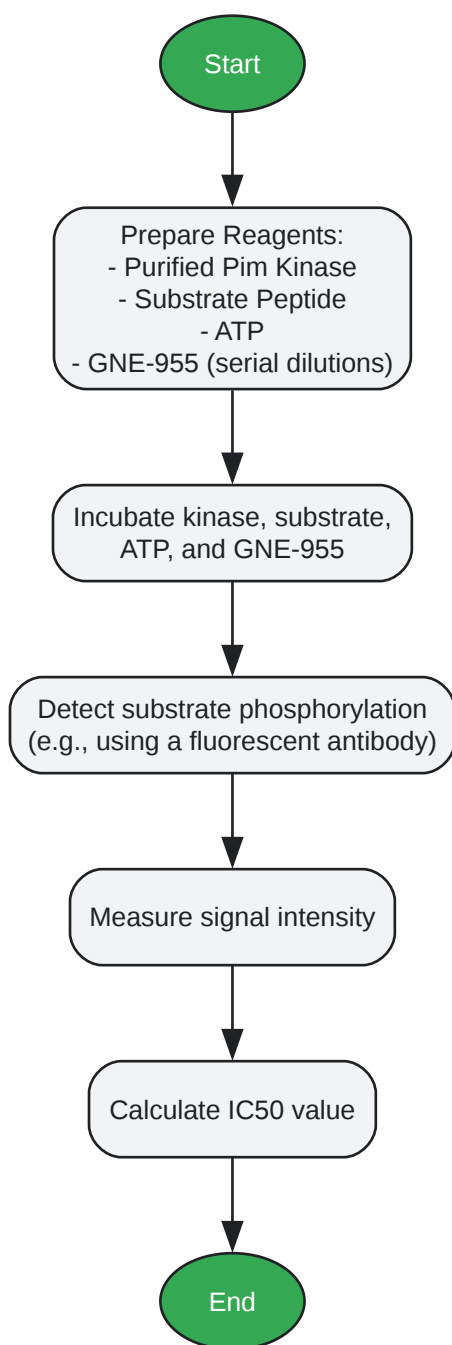 Start
Prepare Reagents:
- Purified Pim Kinase
- Substrate Peptide
- ATP
- GNE-955 (serial dilutions)
Incubate kinase, substrate,
ATP, and GNE-955
Detect substrate phosphorylation
(e.g., using a fluorescent antibody)
Measure signal intensity
Calculate IC50 value
End